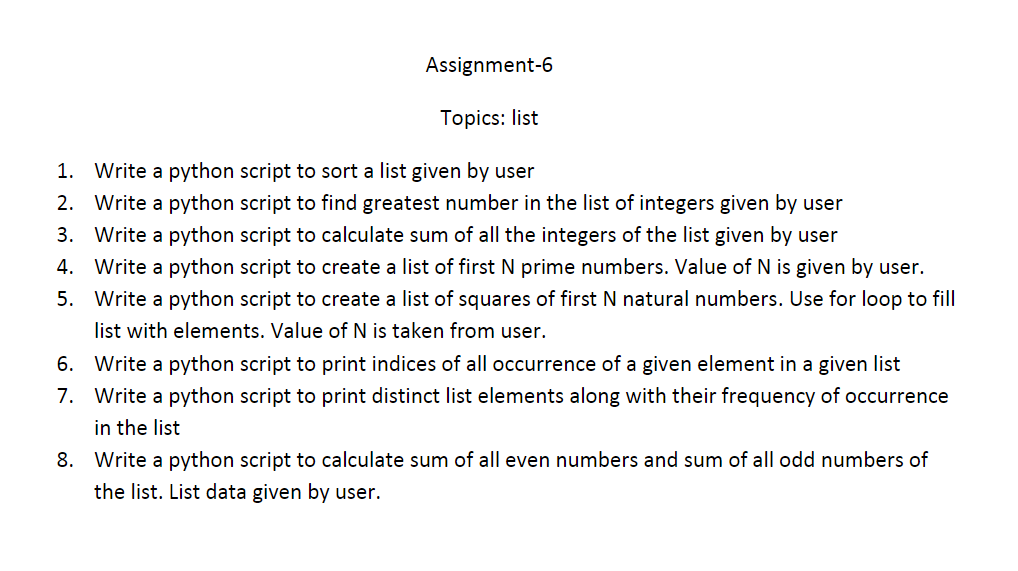 Assignment-6
Topics: list
1. Write a python script to sort a list given by user
2. Write a python script to find greatest number in the list of integers given by user
3. Write a python script to calculate sum of all the integers of the list given by user
4. Write a python script to create a list of first N prime numbers. Value of N is given by user.
5. Write a python script to create a list of squares of first N natural numbers. Use for loop to fill
list with elements. Value of N is taken from user.
6. Write a python script to print indices of all occurrence of a given element in a given list
7. Write a python script to print distinct list elements along with their frequency of occurrence
in the list
8. Write a python script to calculate sum of all even numbers and sum of all odd numbers of
the list. List data given by user.